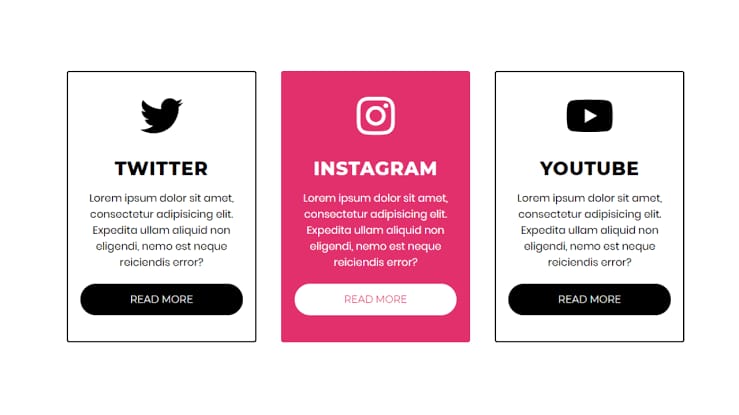 TWITTER
Lorem ipsum dolor sit amet,
consectetur adipisicing elit.
Expedita ullam aliquid non
eligendi, nemo est neque
reiciendis error?
READ MORE
INSTAGRAM
Lorem ipsum dolor sit amet,
consectetur adipisicing elit.
Expedita ullam aliquid non
eligendi, nemo est neque
reiciendis error?
READ MORE
YOUTUBE
Lorem ipsum dolor sit amet,
consectetur adipisicing elit.
Expedita ullam aliquid non
eligendi, nemo est neque
reiciendis error?
READ MORE